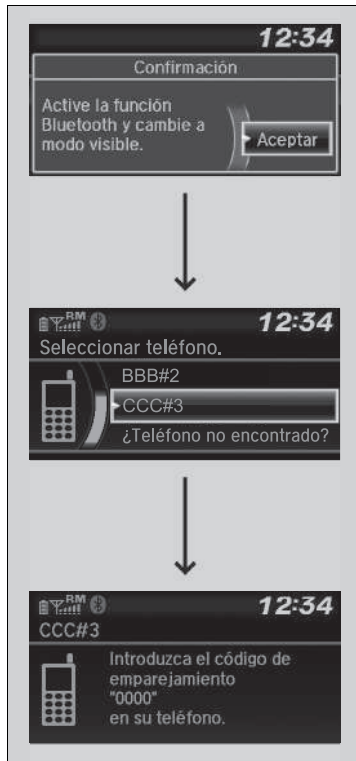 12:34
Confirmación
Active la función
Bluetooth y cambie a
modo visible.
Aceptar
RM
12:34
Seleccionar teléfono.
BBB#2
CCC#3
¿Teléfono no encontrado?
RM
12:34
CCC#3
Introduzca el código de
emparejamiento
"0000"
en su teléfono.